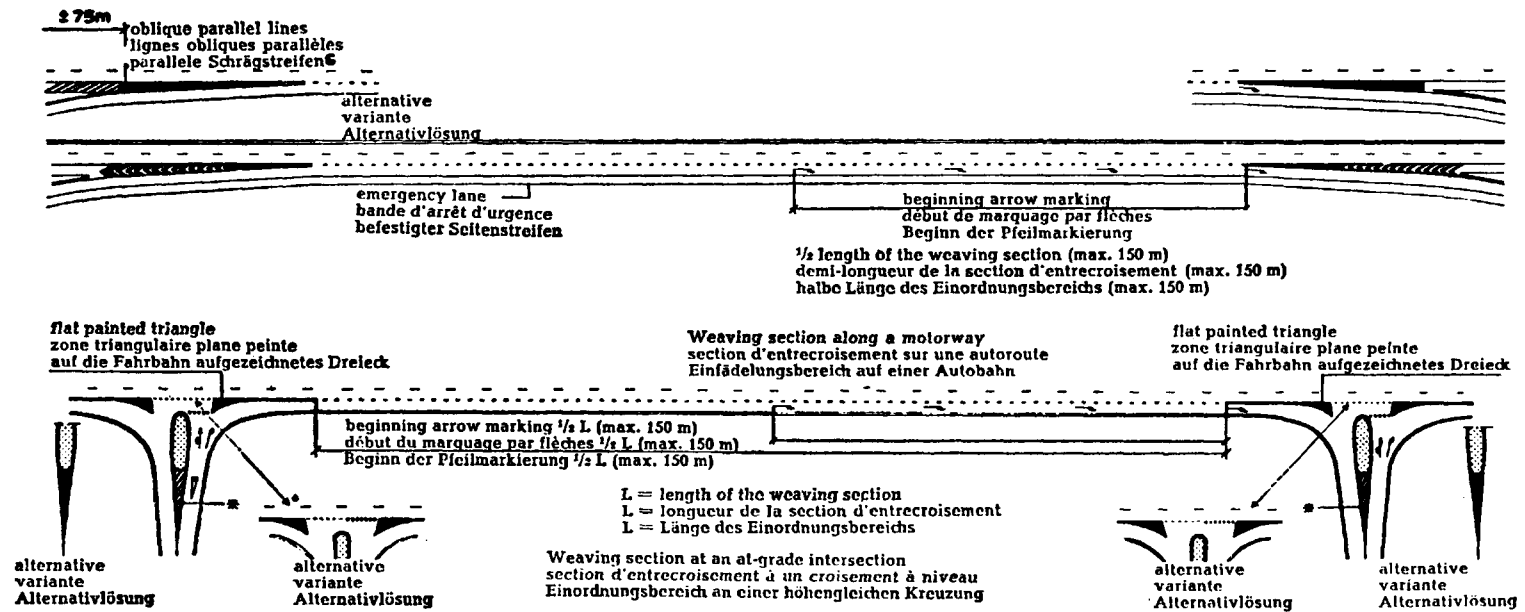 ± 75m
oblique parallel lines
lignes obliques parallèles
parallele Schrägstreifen
alternative
variante
Alternativlösung
emergency lane
bande d'arrêt d'urgence
befestigter Seitenstreifen
beginning arrow marking
début de marquage par flèches
Beginn der Pfeilmarkierung
1/2 length of the weaving section (max. 150 m)
demi-longueur de la section d'entrecroisement (max. 150 m)
halbe Länge des Einordnungsbereichs (max. 150 m)
flat painted triangle
zone triangulaire plane peinte
auf die Fahrbahn aufgezeichnetes Dreieck
Weaving section along a motorway
section d'entrecroisement sur une autoroute
Einfädelungsbereich auf einer Autobahn
flat painted triangle
zone triangulaire plane peinte
auf die Fahrbahn aufgezeichnetes Dreieck
beginning arrow marking 1/2 L (max. 150 m)
début du marquage par flèches 1/2 L (max. 150 m)
Beginn der Pfeilmarkierung 1/2 L (max. 150 m)
L = length of the weaving section
L = longueur de la section d'entrecroisement
L = Länge des Einordnungsbereichs
Weaving section at an at-grade intersection
section d'entrecroisement à un croisement à niveau
Einordnungsbereich an einer höhengleichen Kreuzung
alternative
variante
Alternativlösung
alternative
variante
Alternativlösung
alternative
variante
Alternativlösung
alternative
variante
Alternativlösung